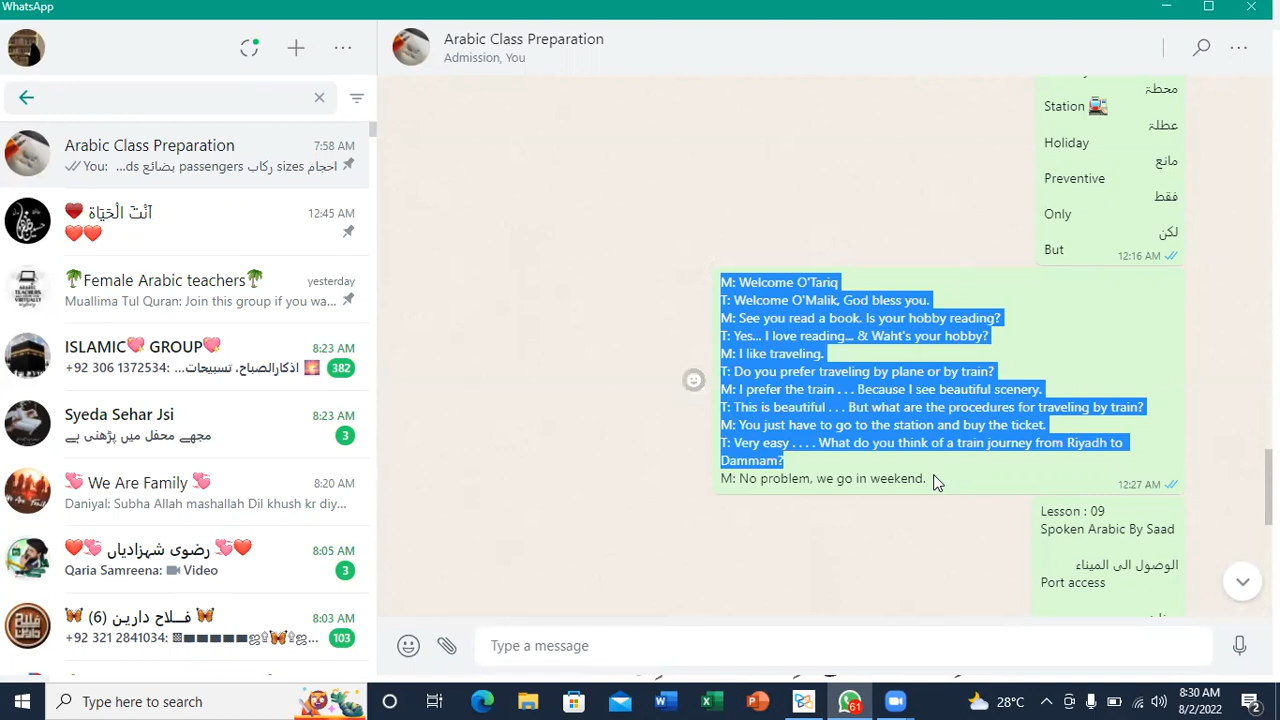 WhatsApp
Arabic Class Preparation
7:58 AM
You: ...ds بضائع passengers ركاب sizes احجام
اَنْتَ الْحَيَاة
12:45 AM
Female Arabic teachers
yesterday
Muallima Tul Quran: Join this group if you wa...
ISLAMIC GROUP
8:23 AM
+92 306 1372534: اذكارالصباح، تسبيحات...
382
Syeda Sehar Jsi
8:23 AM
مجھے محفل میں پڑھنی ہے
3
We Are Family
8:20 AM
Daniyal: Subha Allah mashallah Dil khush kr diy...
رضوی شہزادیاں
8:05 AM
Qaria Samreena: Video
3
فــلاح داریـن (6)
8:03 AM
+92 321 2841034:
103
Arabic Class Preparation
Admission, You
محطة
Station
عطلة
Holiday
مانع
Preventive
فقط
Only
لكن
But
12:16 AM
M: Welcome O'Tariq
T: Welcome O'Malik, God bless you.
M: See you read a book. Is your hobby reading?
T: Yes... I love reading... & Waht's your hobby?
M: I like traveling.
T: Do you prefer traveling by plane or by train?
M: I prefer the train . . . Because I see beautiful scenery.
T: This is beautiful . . . But what are the procedures for traveling by train?
M: You just have to go to the station and buy the ticket.
T: Very easy . . . . What do you think of a train journey from Riyadh to
Dammam?
M: No problem, we go in weekend.
12:27 AM
Lesson : 09
Spoken Arabic By Saad
الوصول الى الميناء
Port access
Type a message
Type here to search
61
28°C
8:30 AM
8/2/2022
2